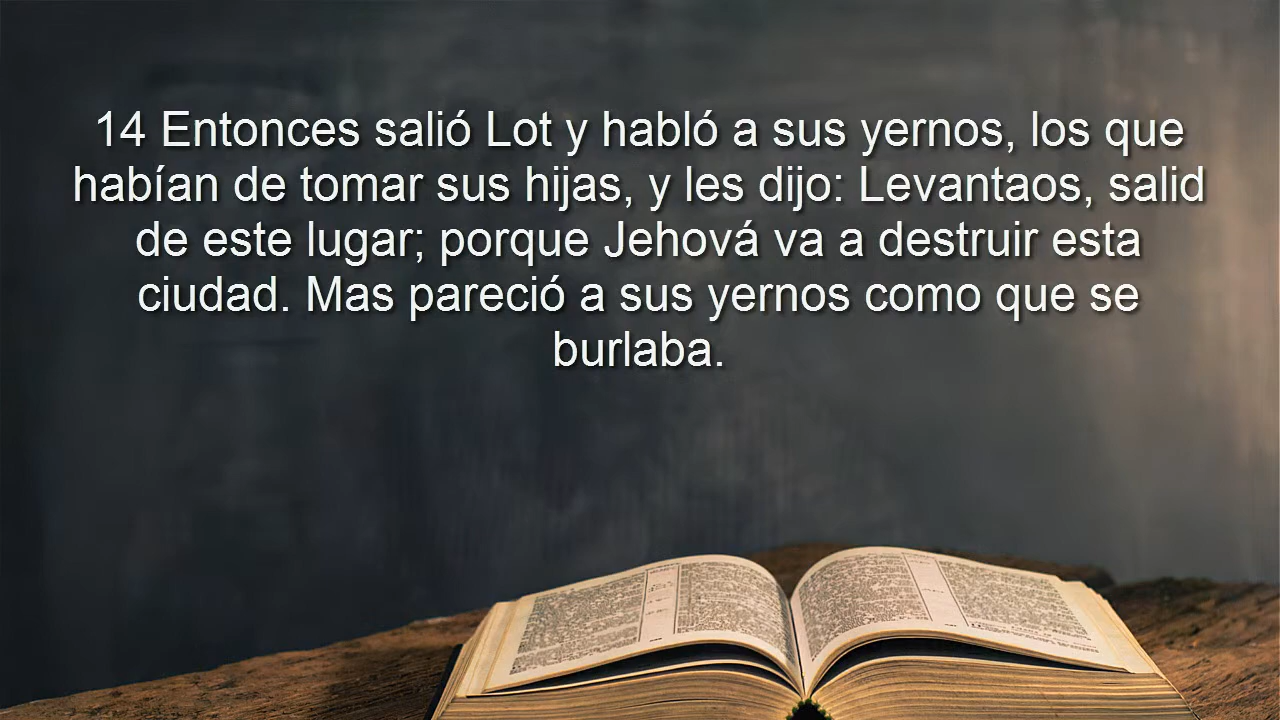 14 Entonces salió Lot y habló a sus yernos, los que
habían de tomar sus hijas, y les dijo: Levantaos, salid
de este lugar; porque Jehová va a destruir esta
ciudad. Mas pareció a sus yernos como que se
burlaba.